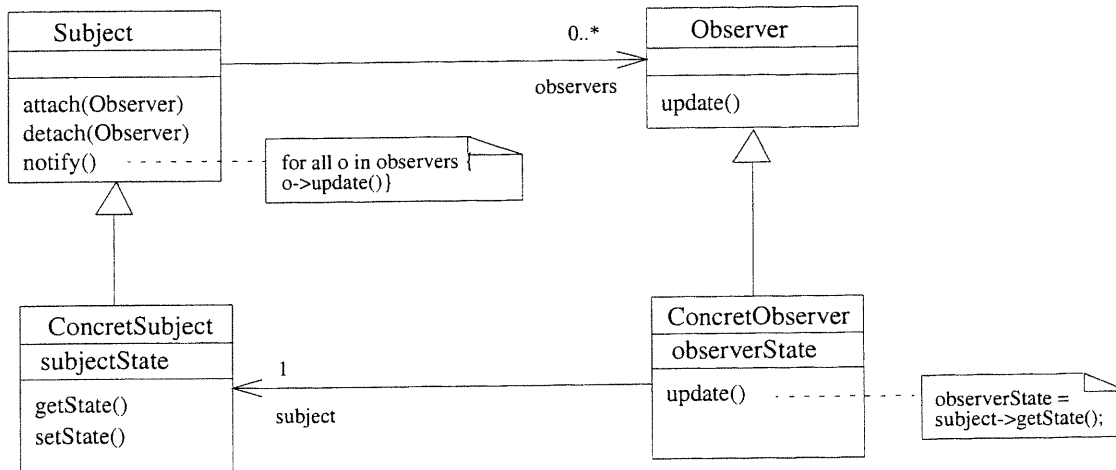 Subject
attach(Observer)
detach(Observer)
notify()
for all o in observers {
o->update()}
0..*
observers
Observer
update()
ConcretSubject
subjectState
getState()
setState()
1
subject
ConcretObserver
observerState
update()
observerState =
subject->getState();